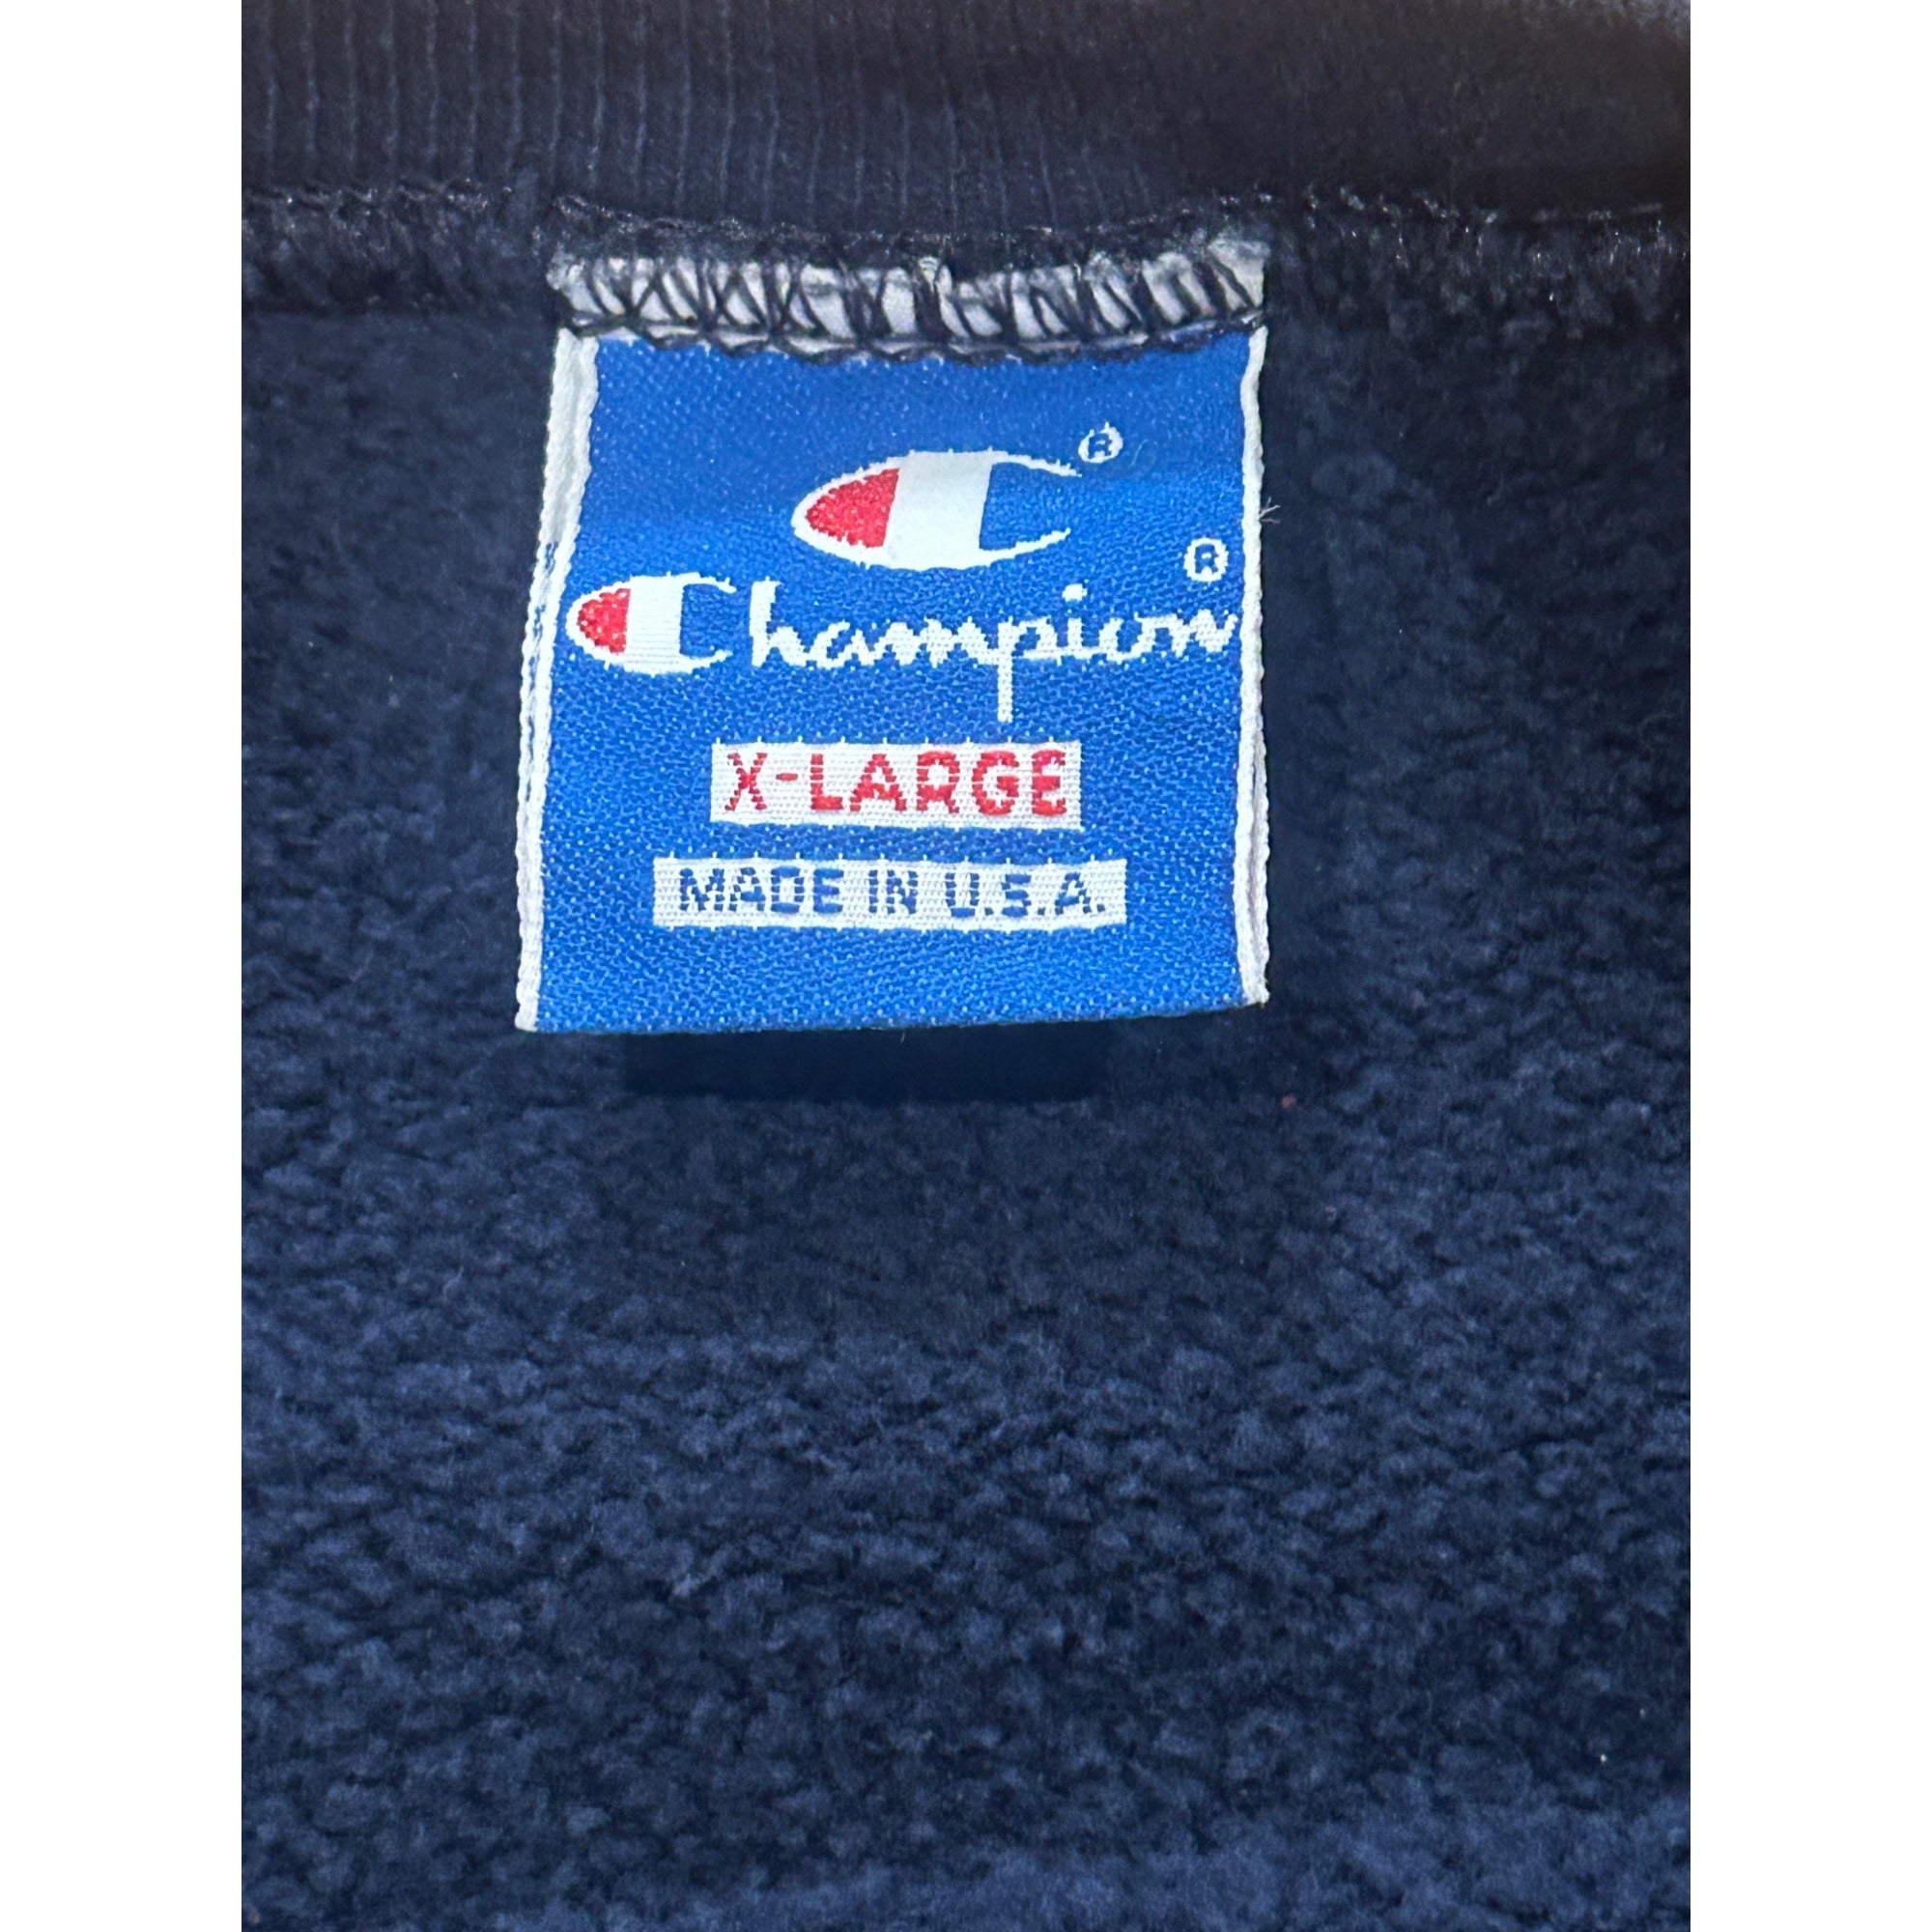 C®
Champion®
X-LARGE
MADE IN U.S.A.